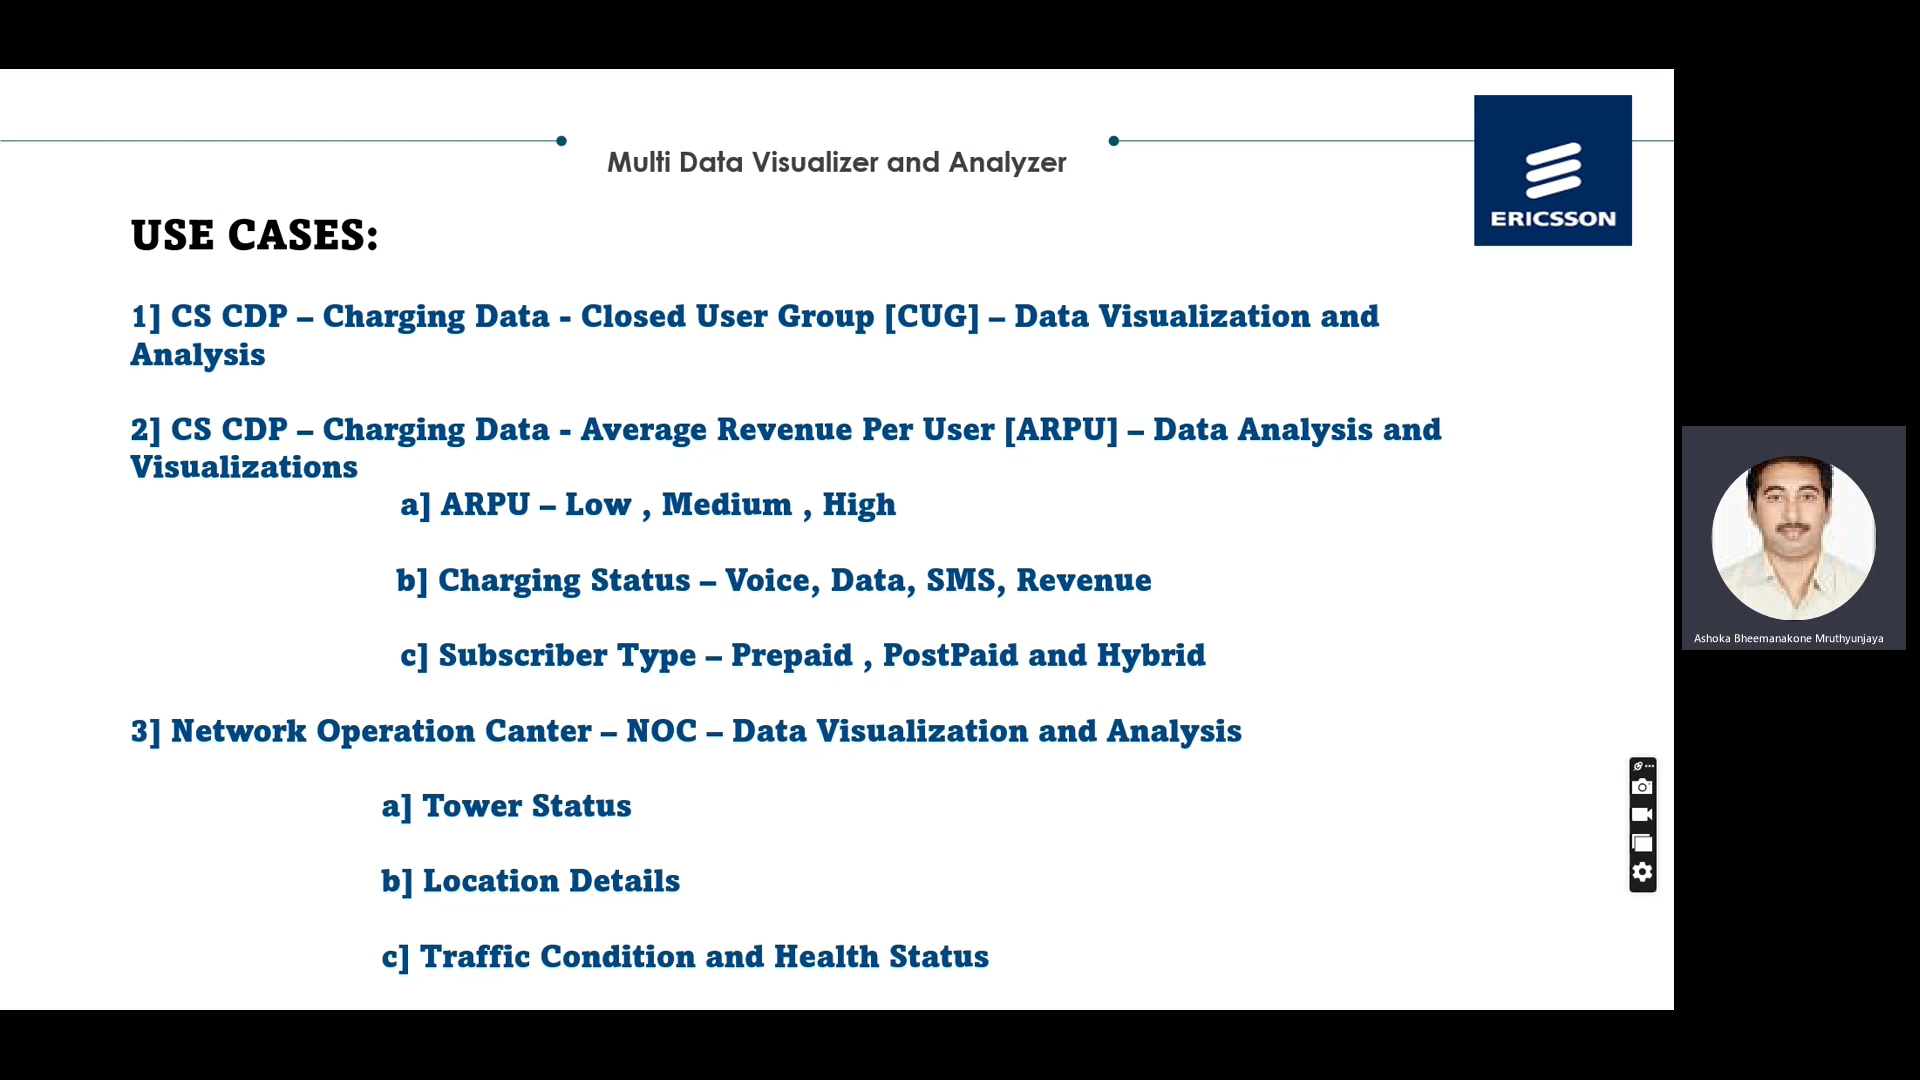 Multi Data Visualizer and Analyzer
ERICSSON
USE CASES:
1] CS CDP – Charging Data - Closed User Group [CUG] – Data Visualization and
Analysis
2] CS CDP – Charging Data - Average Revenue Per User [ARPU] – Data Analysis and
Visualizations
a] ARPU – Low , Medium , High
b] Charging Status – Voice, Data, SMS, Revenue
c] Subscriber Type – Prepaid , PostPaid and Hybrid
3] Network Operation Canter – NOC – Data Visualization and Analysis
a] Tower Status
b] Location Details
c] Traffic Condition and Health Status
Ashoka Bheemanakone Mruthyunjaya